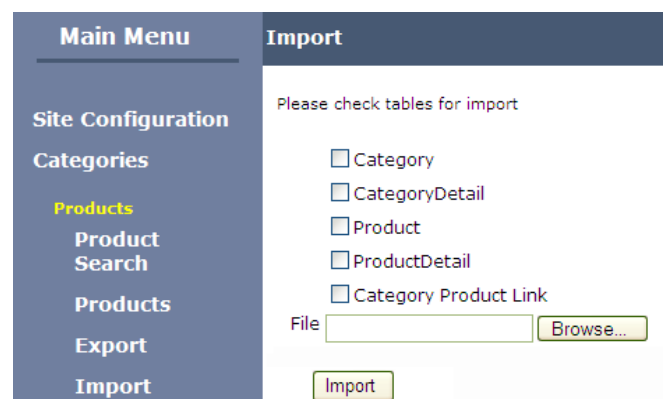 Main Menu
Site Configuration
Categories
Products
Product
Search
Products
Export
Import
Import
Please check tables for import
Category
CategoryDetail
Product
ProductDetail
Category Product Link
File
Browse...
Import